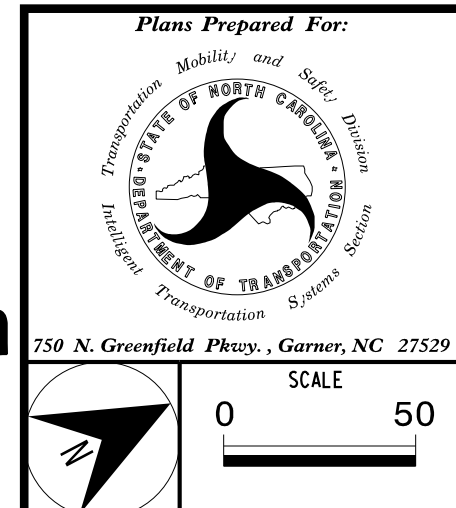 Plans Prepared For:
Transportation Mobility and Safety Division
STATE OF NORTH CAROLINA
DEPARTMENT OF TRANSPORTATION
Intelligent Transportation Systems Section
750 N. Greenfield Pkwy. , Garner, NC 27529
SCALE
0 50
N